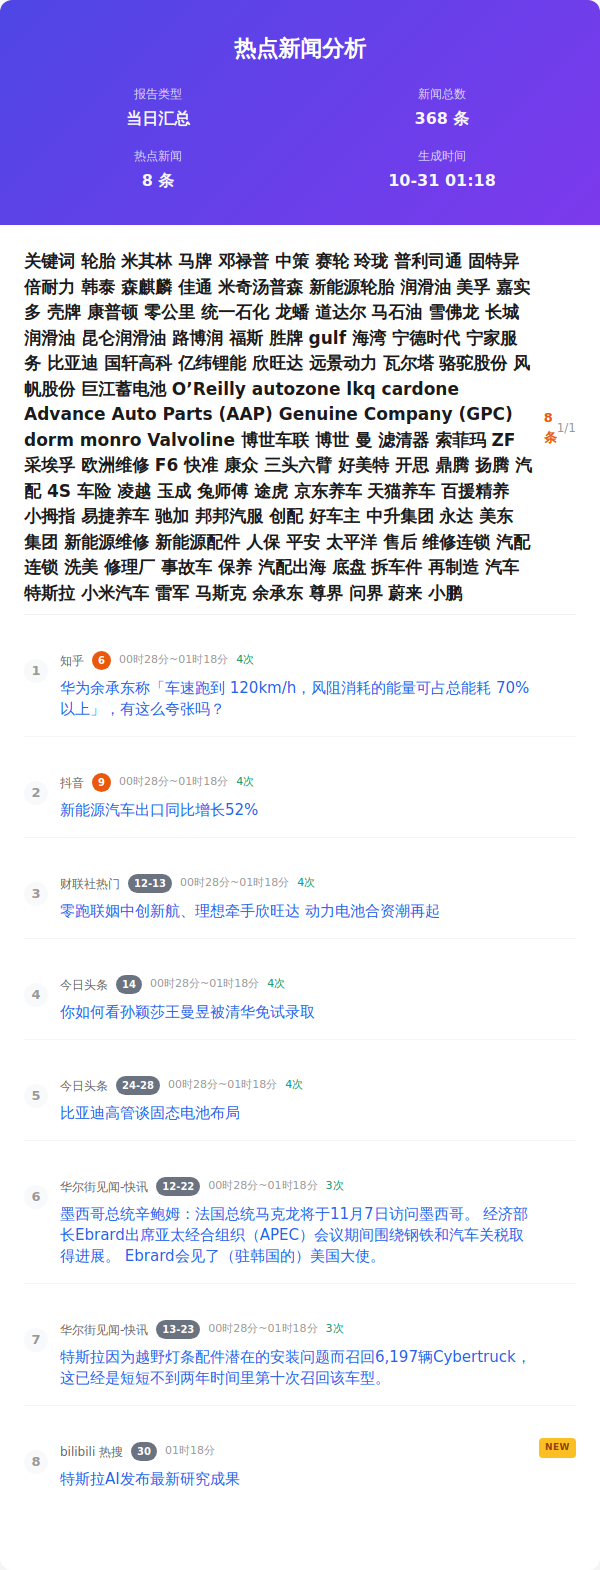 热点新闻分析
报告类型
当日汇总
新闻总数
368 条
热点新闻
8 条
生成时间
10-31 01:18
关键词 轮胎 米其林 马牌 邓禄普 中策 赛轮 玲珑 普利司通 固特异
倍耐力 韩泰 森麒麟 佳通 米奇汤普森 新能源轮胎 润滑油 美孚 嘉实
多 壳牌 康普顿 零公里 统一石化 龙蟠 道达尔 马石油 雪佛龙 长城
润滑油 昆仑润滑油 路博润 福斯 胜牌 gulf 海湾 宁德时代 宁家服
务 比亚迪 国轩高科 亿纬锂能 欣旺达 远景动力 瓦尔塔 骆驼股份 风
帆股份 巨江蓄电池 O’Reilly autozone lkq cardone
Advance Auto Parts (AAP) Genuine Company (GPC)
dorm monro Valvoline 博世车联 博世 曼 滤清器 索菲玛 ZF
采埃孚 欧洲维修 F6 快准 康众 三头六臂 好美特 开思 鼎腾 扬腾 汽
配 4S 车险 凌越 玉成 兔师傅 途虎 京东养车 天猫养车 百援精养
小拇指 易捷养车 驰加 邦邦汽服 创配 好车主 中升集团 永达 美东
集团 新能源维修 新能源配件 人保 平安 太平洋 售后 维修连锁 汽配
连锁 洗美 修理厂 事故车 保养 汽配出海 底盘 拆车件 再制造 汽车
特斯拉 小米汽车 雷军 马斯克 余承东 尊界 问界 蔚来 小鹏
8
条
1/1
1
知乎 6 00时28分~01时18分 4次
华为余承东称「车速跑到 120km/h，风阻消耗的能量可占总能耗 70%
以上」，有这么夸张吗？
2
抖音 9 00时28分~01时18分 4次
新能源汽车出口同比增长52%
3
财联社热门 12-13 00时28分~01时18分 4次
零跑联姻中创新航、理想牵手欣旺达 动力电池合资潮再起
4
今日头条 14 00时28分~01时18分 4次
你如何看孙颖莎王曼昱被清华免试录取
5
今日头条 24-28 00时28分~01时18分 4次
比亚迪高管谈固态电池布局
6
华尔街见闻-快讯 12-22 00时28分~01时18分 3次
墨西哥总统辛鲍姆：法国总统马克龙将于11月7日访问墨西哥。 经济部
长Ebrard出席亚太经合组织（APEC）会议期间围绕钢铁和汽车关税取
得进展。 Ebrard会见了（驻韩国的）美国大使。
7
华尔街见闻-快讯 13-23 00时28分~01时18分 3次
特斯拉因为越野灯条配件潜在的安装问题而召回6,197辆Cybertruck，
这已经是短短不到两年时间里第十次召回该车型。
8
bilibili 热搜 30 01时18分
NEW
特斯拉AI发布最新研究成果